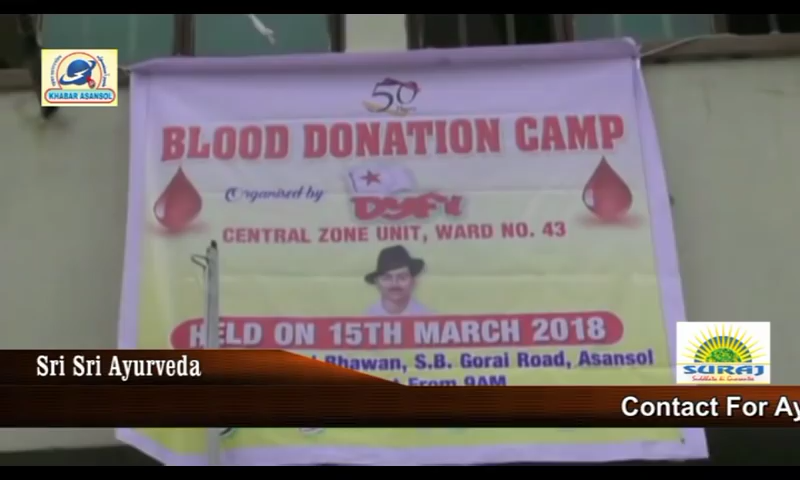 KHABAR ASANSOL
50
BLOOD DONATION CAMP
Organised by
DYFI
CENTRAL ZONE UNIT, WARD NO. 43
HELD ON 15TH MARCH 2018
Bhawan, S.B. Gorai Road, Asansol
From 9AM
Sri Sri Ayurveda
SURAJ
Contact For Ay